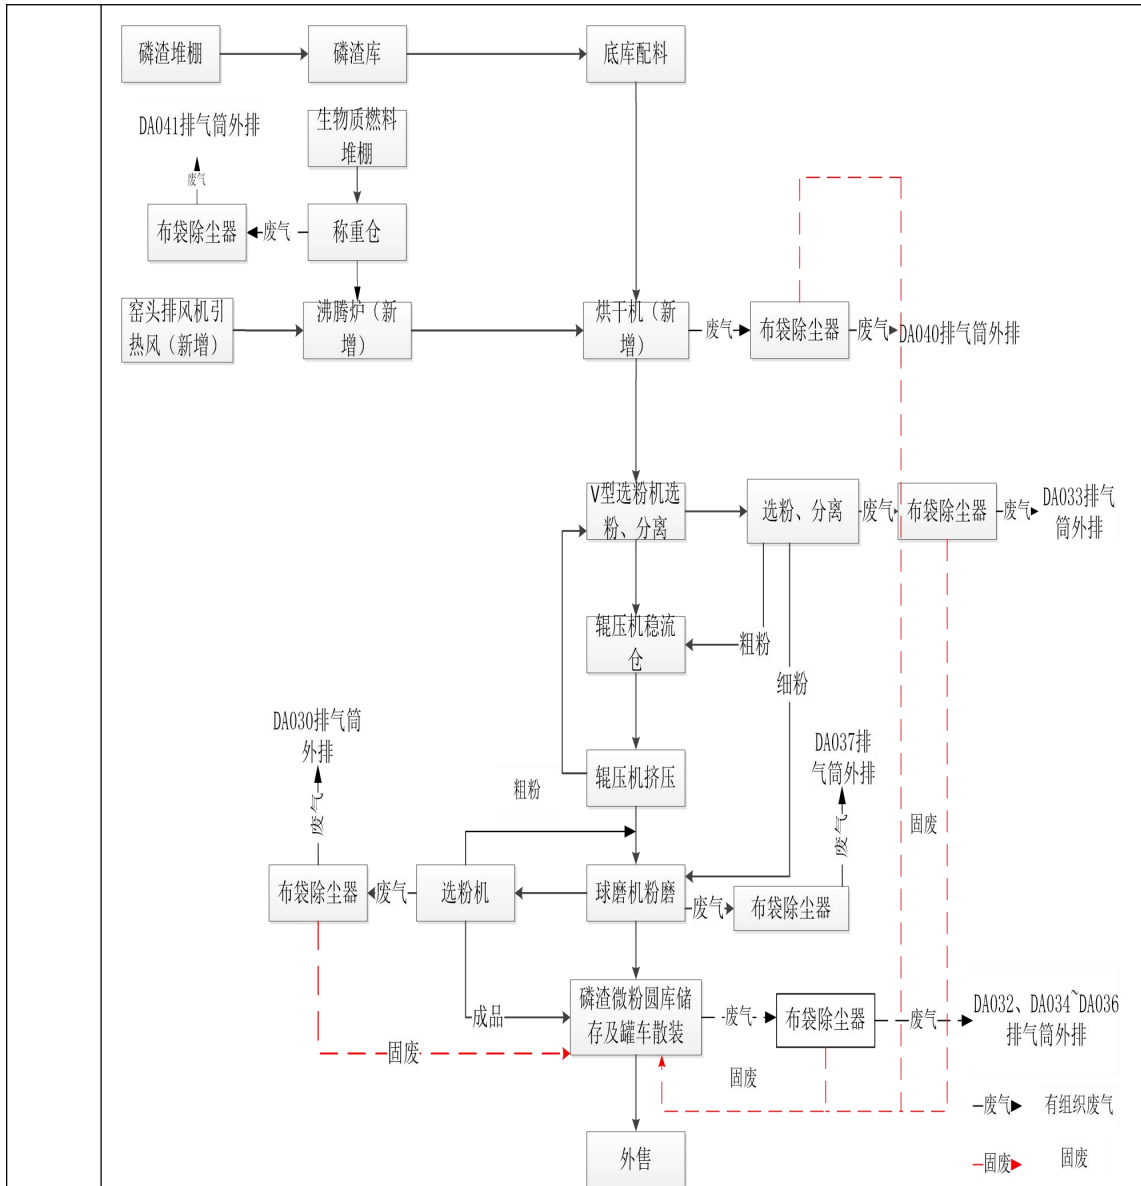 磷渣堆棚
磷渣库
底库配料
DA041排气筒外排
生物质燃料
堆棚
废气
布袋除尘器
废气
称重仓
窑头排风机引
热风（新增）
沸腾炉（新
增）
烘干机（新
增）
废气
布袋除尘器
废气
DA040排气筒外排
V型选粉机选
粉、分离
选粉、分离
废气
布袋除尘器
废气
DA033排气
筒外排
辊压机稳流
仓
粗粉
细粉
DA030排气筒
外排
DA037排
气筒外排
粗粉
辊压机挤压
废气
废气
固废
布袋除尘器
废气
选粉机
球磨机粉磨
废气
布袋除尘器
成品
磷渣微粉圆库储
存及罐车散装
废气
布袋除尘器
废气
DA032、DA034~DA036
排气筒外排
固废
固废
废气
有组织废气
外售
固废
固废